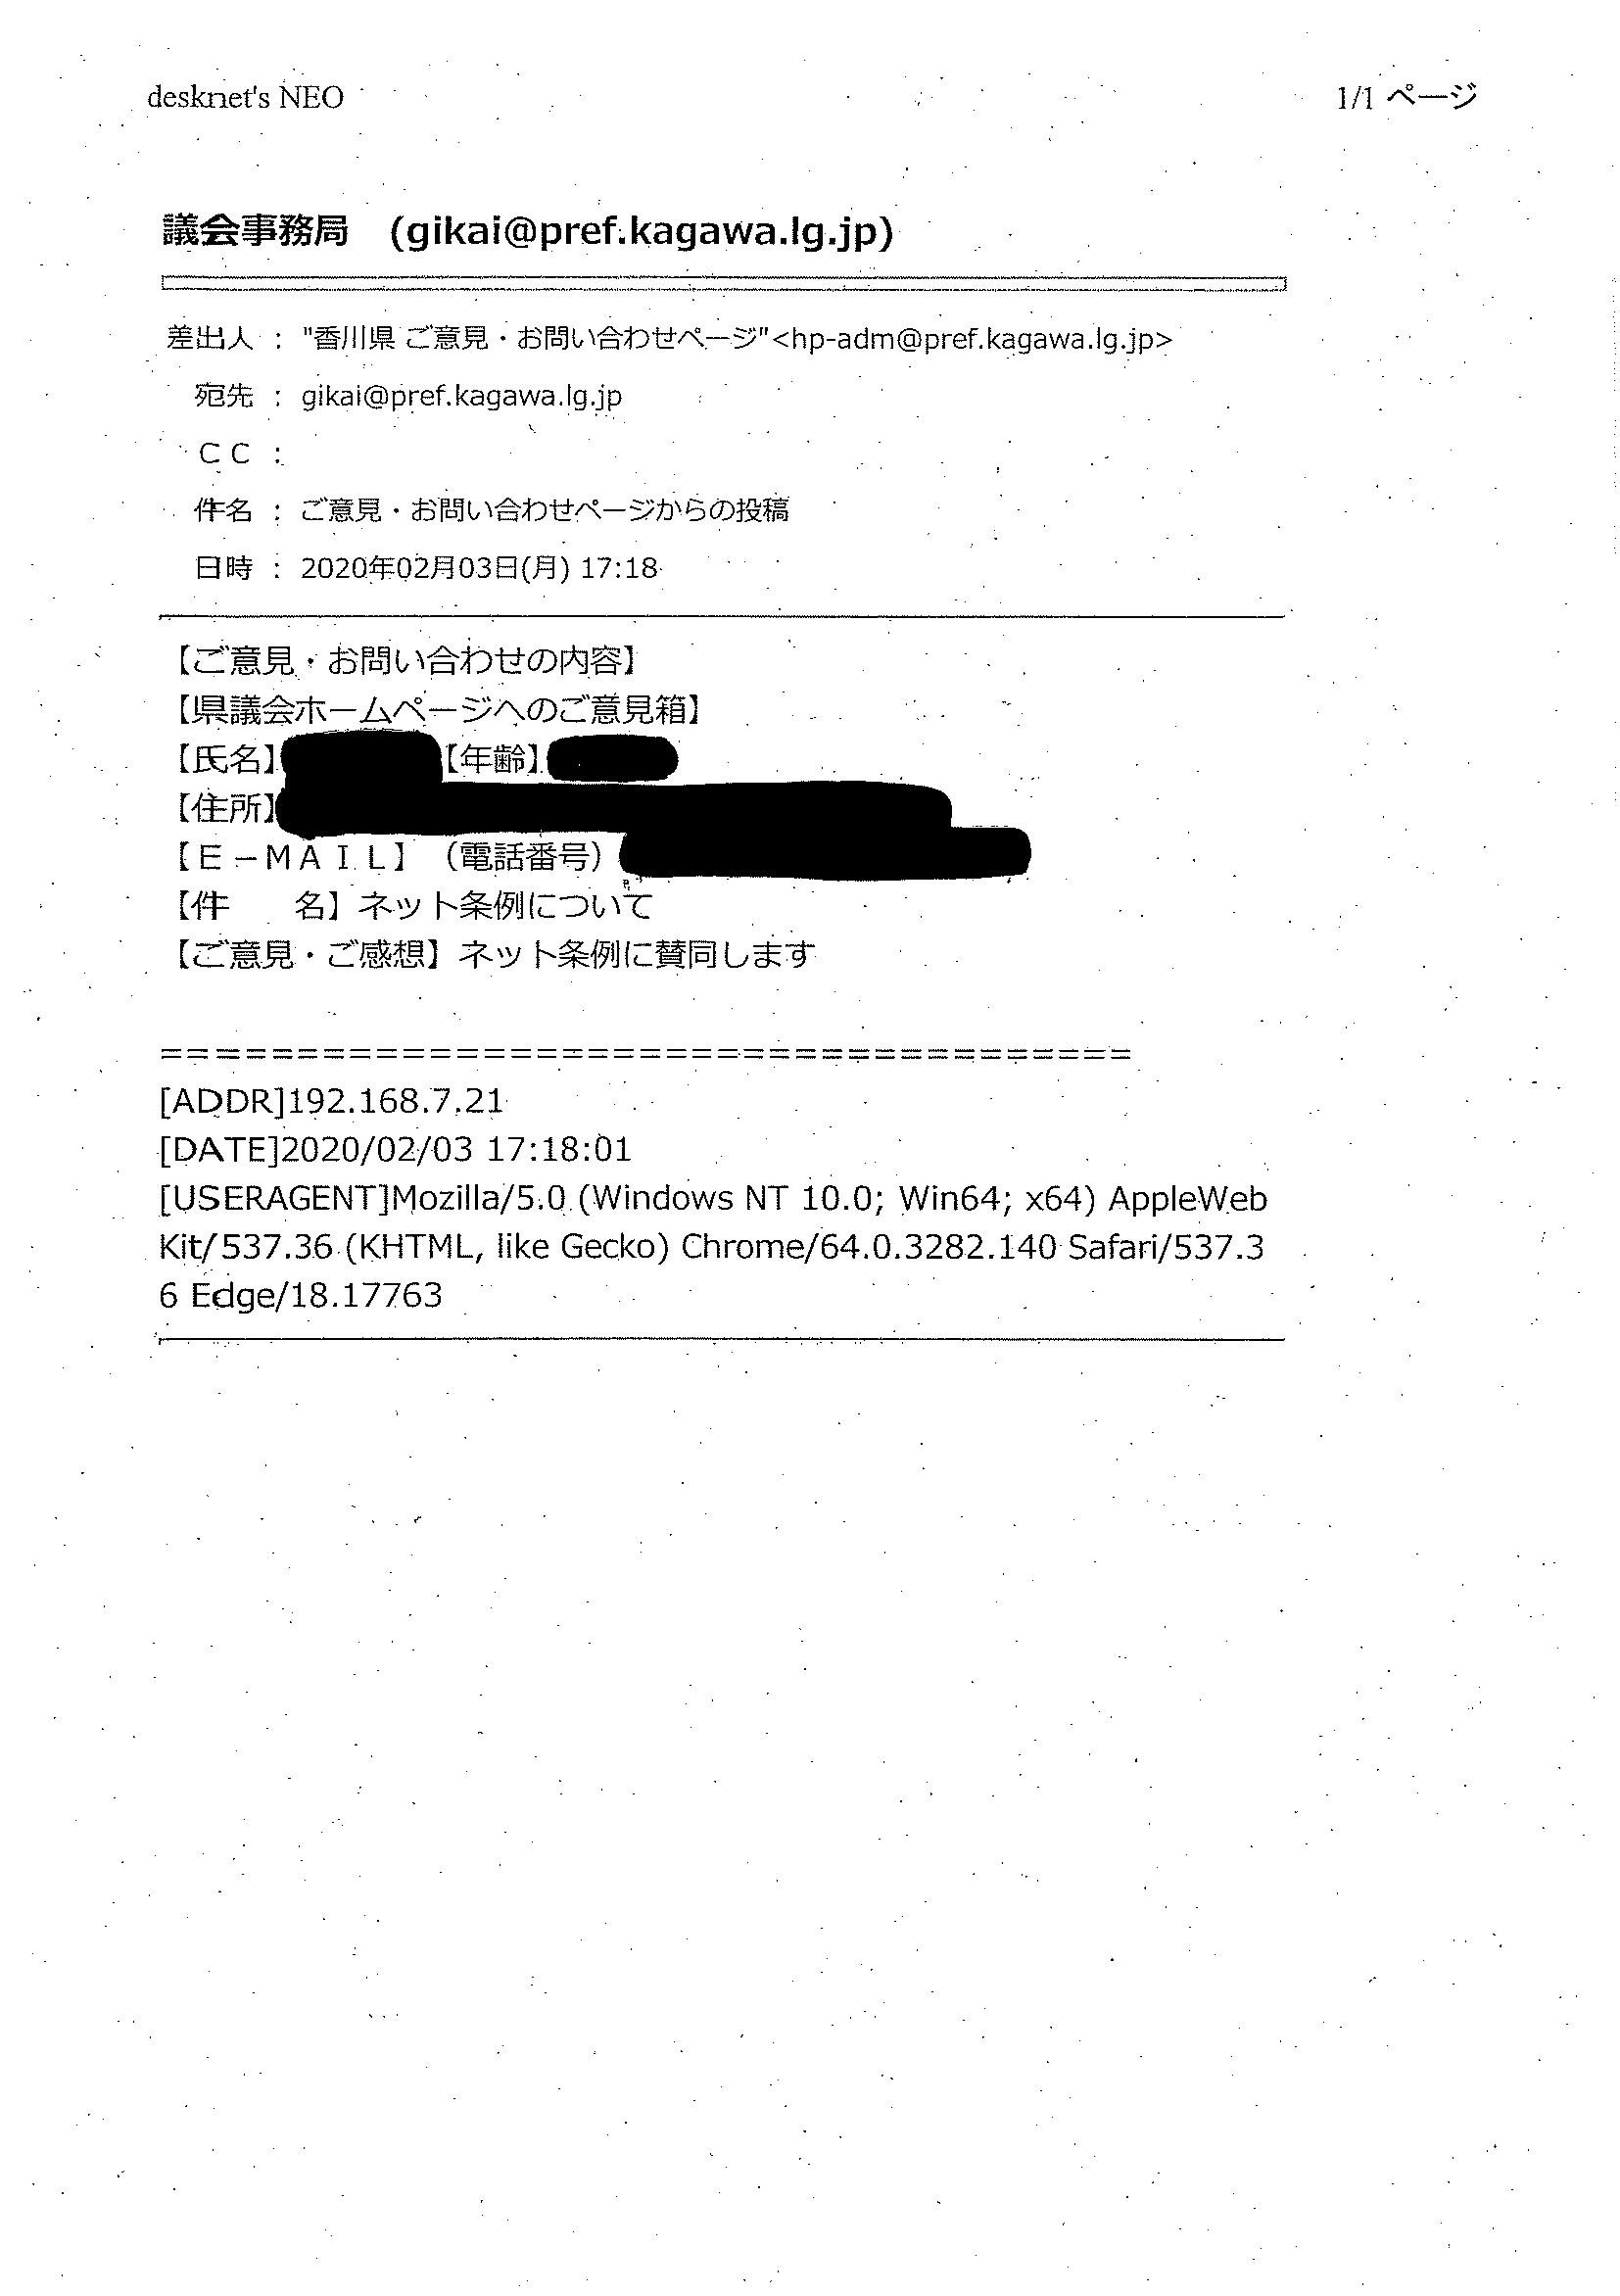 desknet's NEO
1/1 ページ
議会事務局 (gikai@pref.kagawa.lg.jp)
差出人 : "香川県 ご意見・お問い合わせページ"<hp-adm@pref.kagawa.lg.jp>
宛先 : gikai@pref.kagawa.lg.jp
ＣＣ :
件名 : ご意見・お問い合わせページからの投稿
日時 : 2020年02月03日(月) 17:18
【ご意見・お問い合わせの内容】
【県議会ホームページへのご意見箱】
【氏名】【年齢】
【住所】
【Ｅ－ＭＡＩＬ】（電話番号）
【件　　名】ネット条例について
【ご意見・ご感想】ネット条例に賛同します
=====================================
[ADDR]192.168.7.21
[DATE]2020/02/03 17:18:01
[USERAGENT]Mozilla/5.0 (Windows NT 10.0; Win64; x64) AppleWeb
Kit/537.36 (KHTML, like Gecko) Chrome/64.0.3282.140 Safari/537.3
6 Edge/18.17763